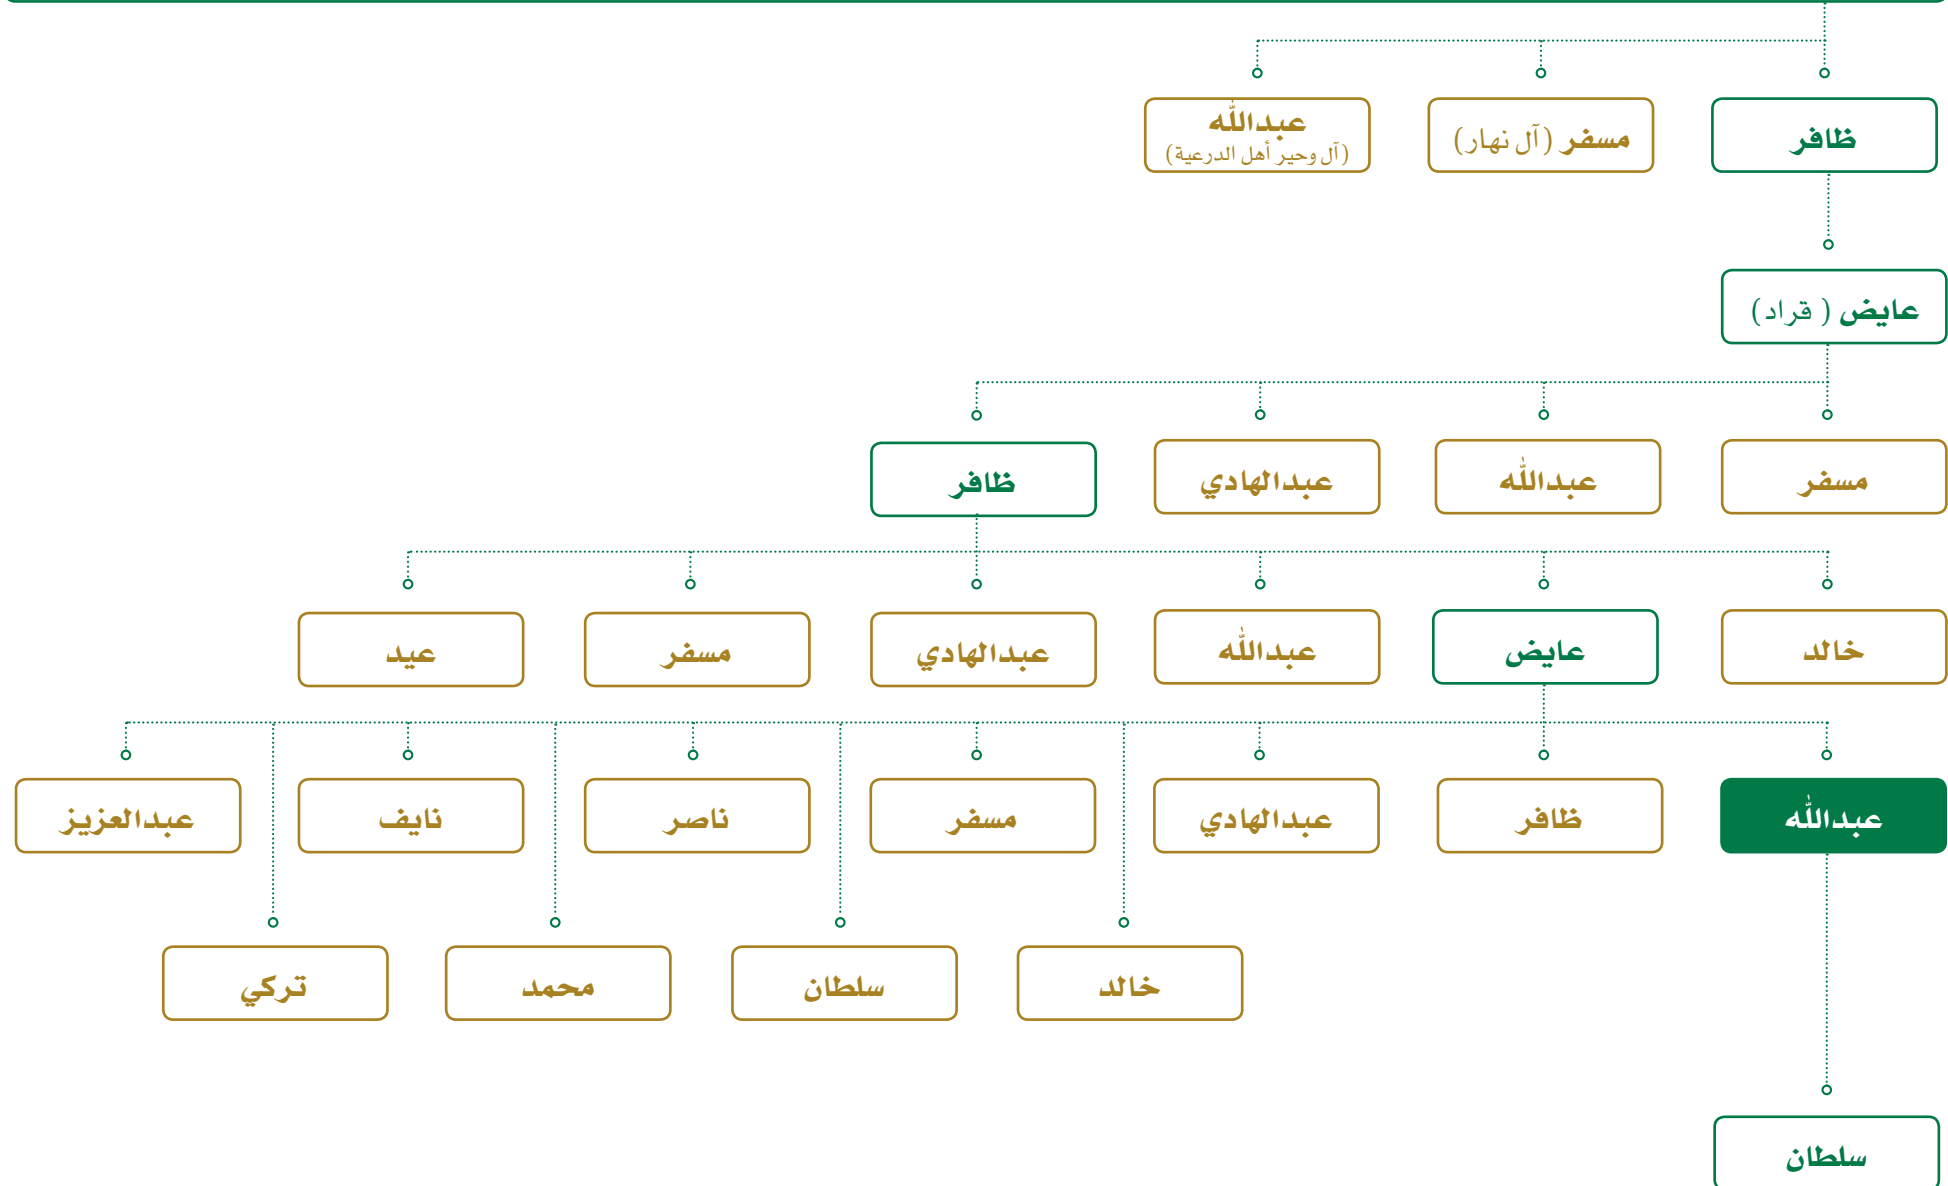 ظافر
مسفر (آل نهار)
عبدالله
(آل وحير أهل الدرعية)
عايض ( قراد)
مسفر
عبدالله
عبدالهادي
ظافر
خالد
عايض
عبدالله
عبدالهادي
مسفر
عيد
عبدالله
ظافر
عبدالهادي
مسفر
ناصر
نايف
عبدالعزيز
خالد
سلطان
محمد
تركي
سلطان